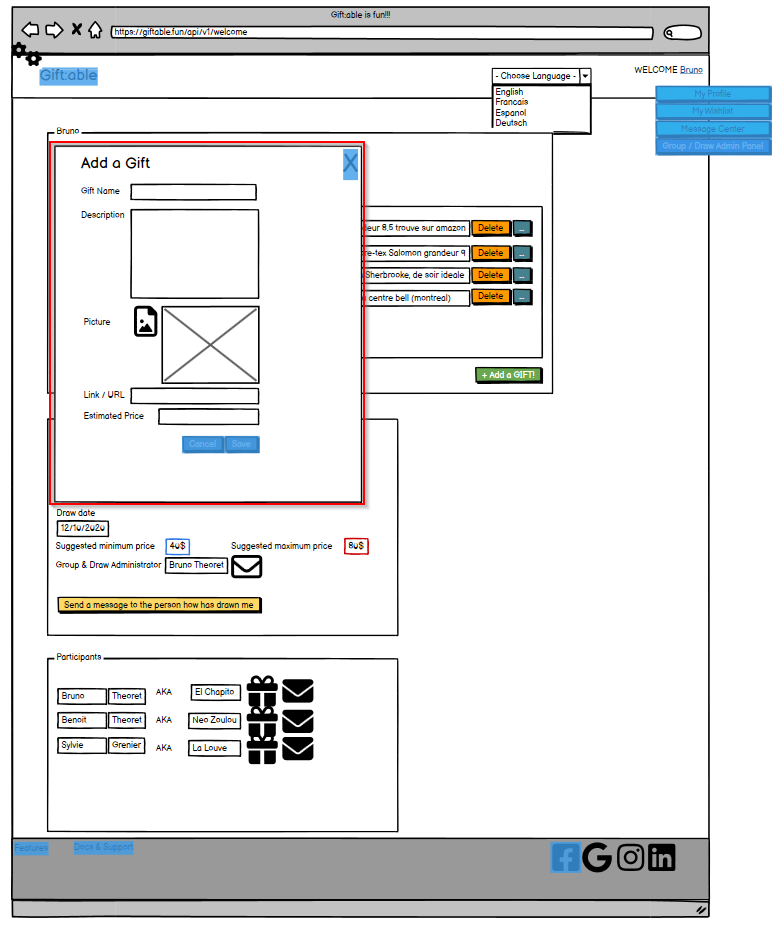 Gift:able is fun!!!
https://giftable.fun/api/v1/welcome
Gift:able
- Choose Language -
WELCOME Bruno
English
Francais
Espanol
Deutsch
My Profile
My Wishlist
Message Center
Group / Draw Admin Panel
Bruno
Add a Gift
X
Gift Name
Description
deur 8,5 trouve sur amazon
Delete
...
re-tex Salomon grandeur 9
Delete
...
Sherbrooke, de soir ideale
Delete
...
centre bell (montreal)
Delete
...
Picture
+ Add a GIFT!
Link / URL
Estimated Price
Cancel
Save
Draw date
12/10/2020
Suggested minimum price
40$
Suggested maximum price
80$
Group & Draw Administrator
Bruno Theoret
Send a message to the person how has drawn me
Participants
Bruno
Theoret
AKA
El Chapito
Benoit
Theoret
AKA
Neo Zoulou
Sylvie
Grenier
AKA
La Louve
Features
Docs & Support